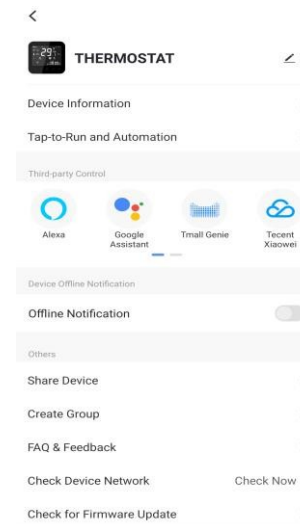 THERMOSTAT
Device Information
Tap-to-Run and Automation
Third-party Control
Alexa
Google
Assistant
Tmall Genie
Tecent
Xiaowei
Device Offline Notification
Offline Notification
Others
Share Device
Create Group
FAQ & Feedback
Check Device Network Check Now
Check for Firmware Update